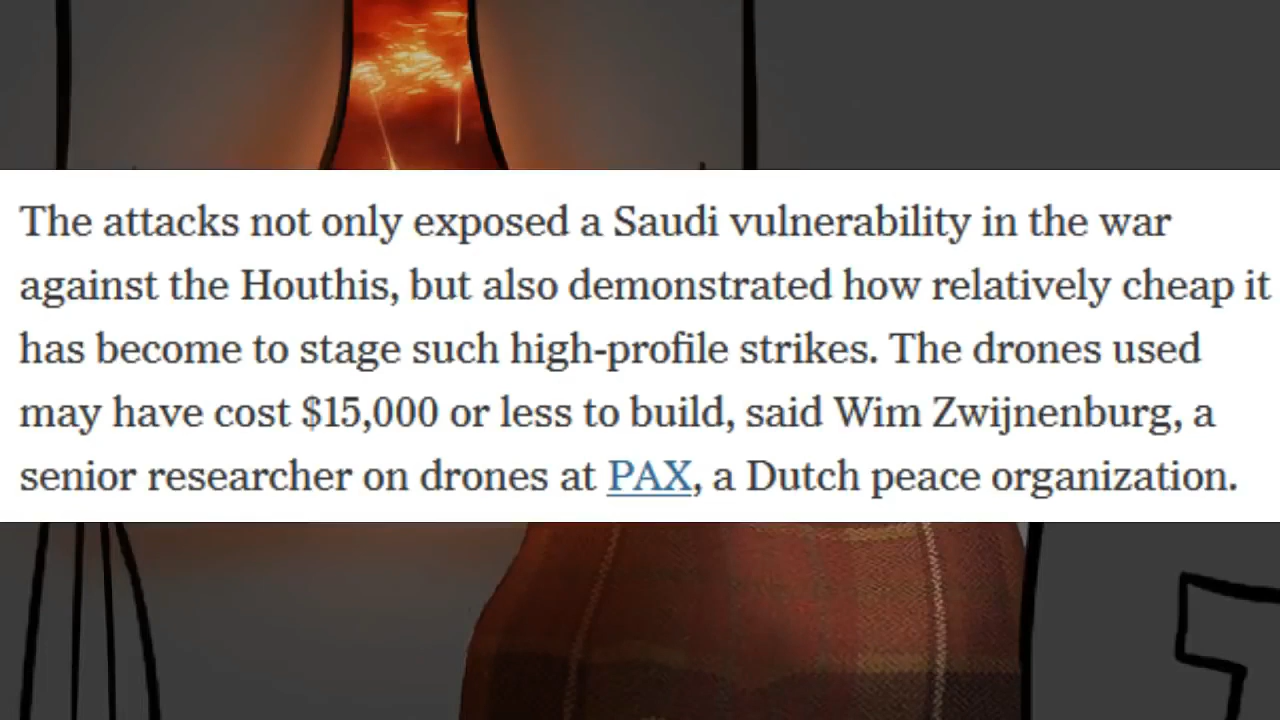 The attacks not only exposed a Saudi vulnerability in the war
against the Houthis, but also demonstrated how relatively cheap it
has become to stage such high-profile strikes. The drones used
may have cost $15,000 or less to build, said Wim Zwijnenburg, a
senior researcher on drones at PAX, a Dutch peace organization.